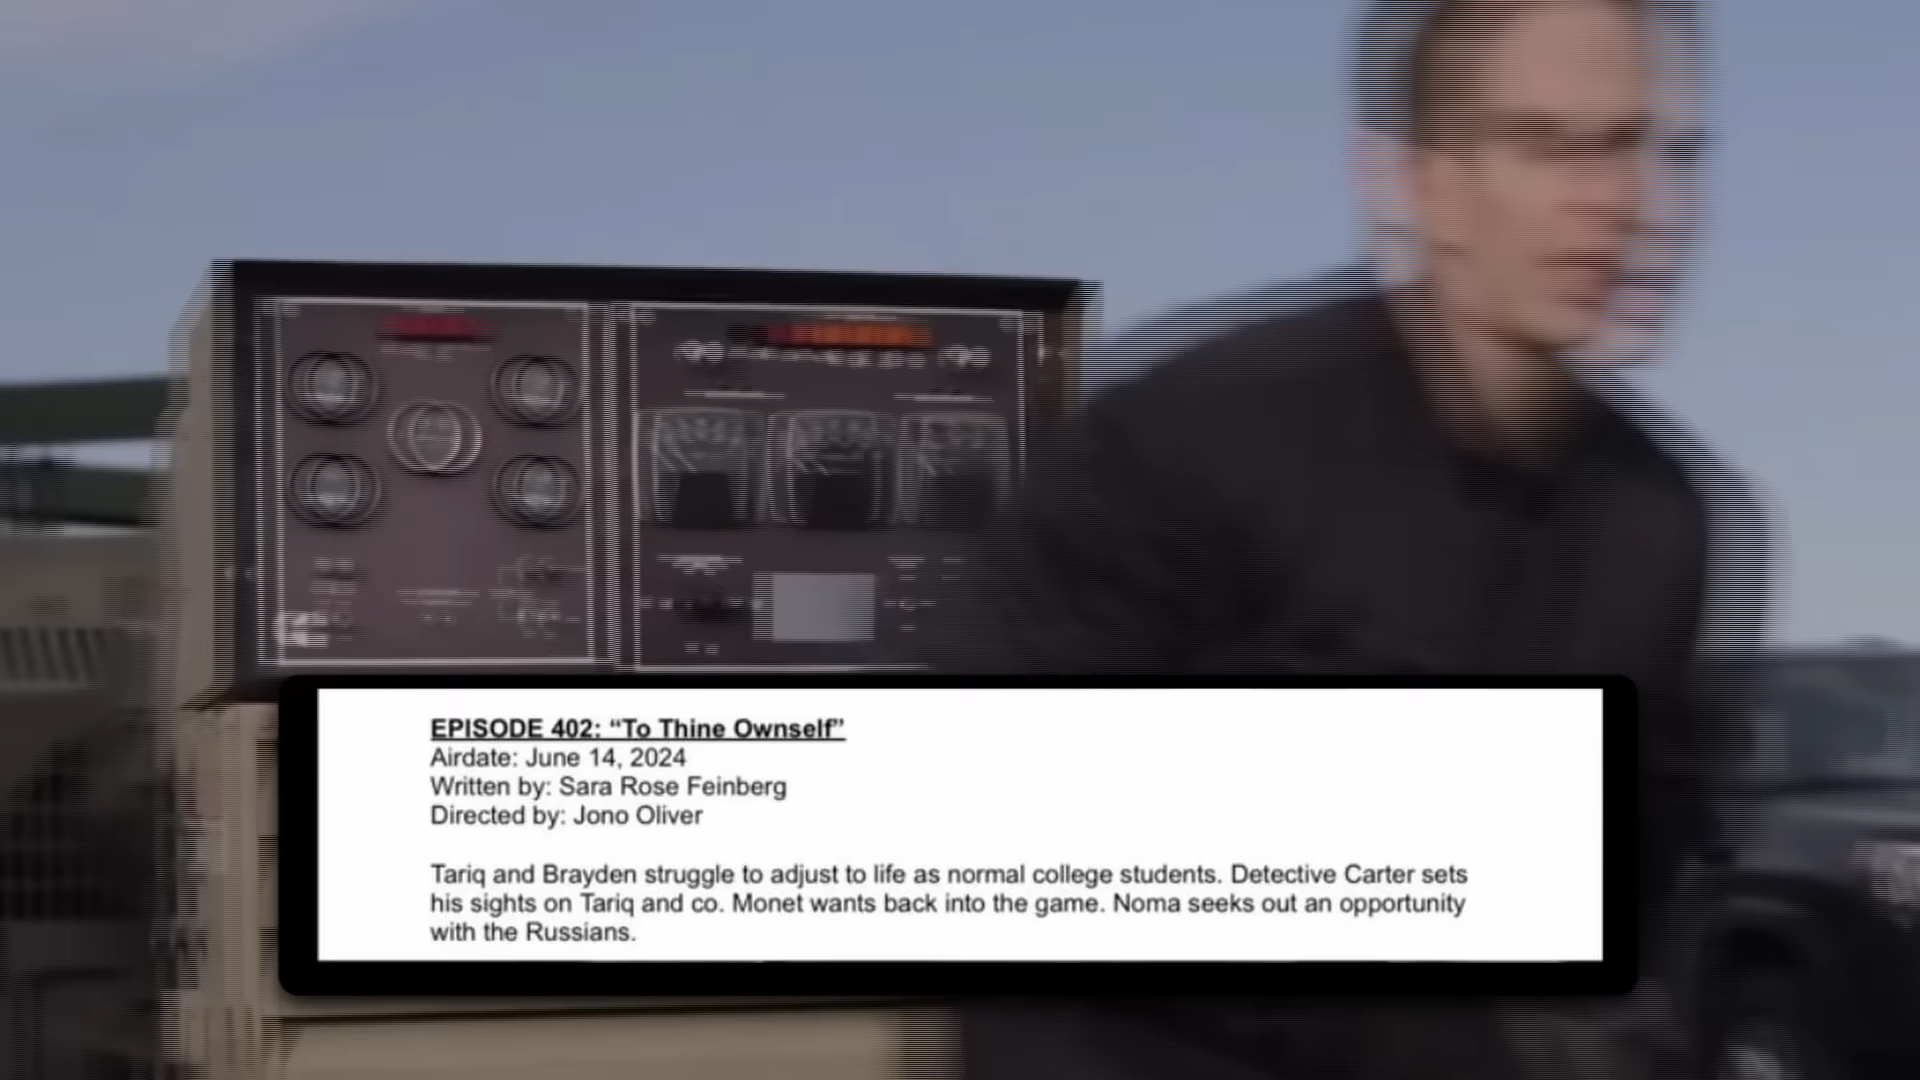 EPISODE 402: “To Thine Ownself”
Airdate: June 14, 2024
Written by: Sara Rose Feinberg
Directed by: Jono Oliver
Tariq and Brayden struggle to adjust to life as normal college students. Detective Carter sets
his sights on Tariq and co. Monet wants back into the game. Noma seeks out an opportunity
with the Russians.